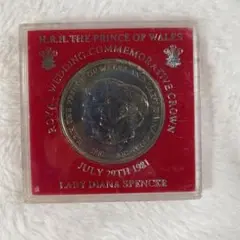 H.R.H. THE PRINCE OF WALES
ROYAL WEDDING COMMEMORATIVE CROWN
JULY 29TH 1981
LADY DIANA SPENCER